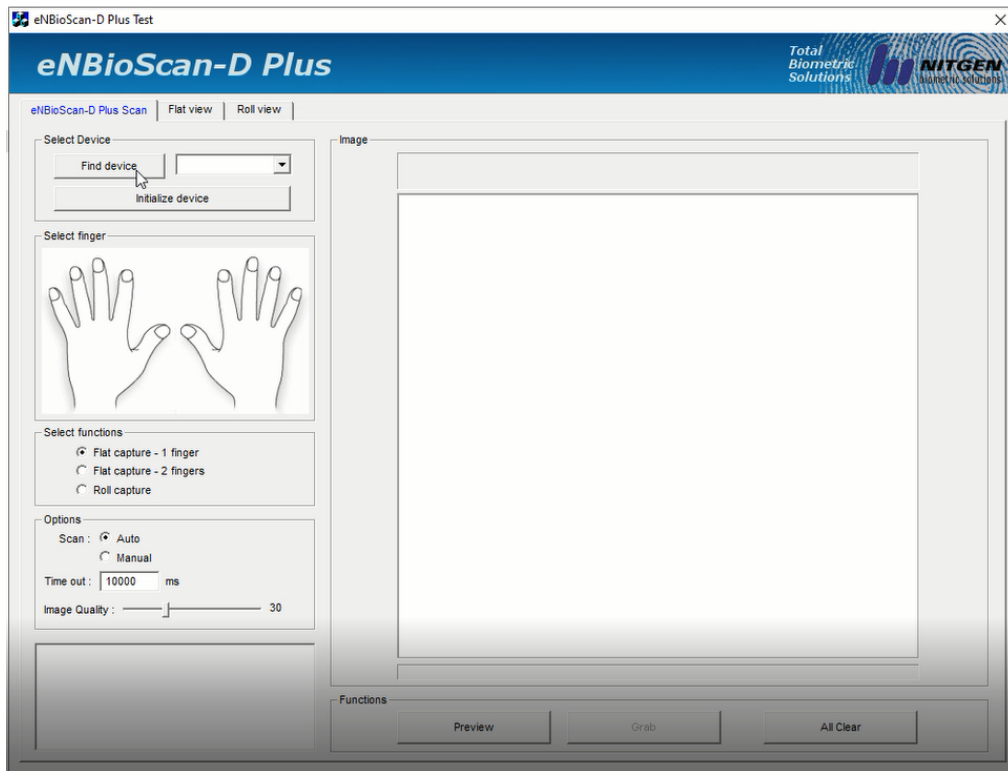 eNBioScan-D Plus Test
eNBioScan-D Plus
Total
Biometric
Solutions
NITGEN
biometric solutions
eNBioScan-D Plus Scan
Flat view
Roll view
Select Device
Find device
Initialize device
Select finger
Select functions
Flat capture - 1 finger
Flat capture - 2 fingers
Roll capture
Options
Scan : Auto
Manual
Time out : 10000 ms
Image Quality : 30
Image
Functions
Preview
Grab
All Clear